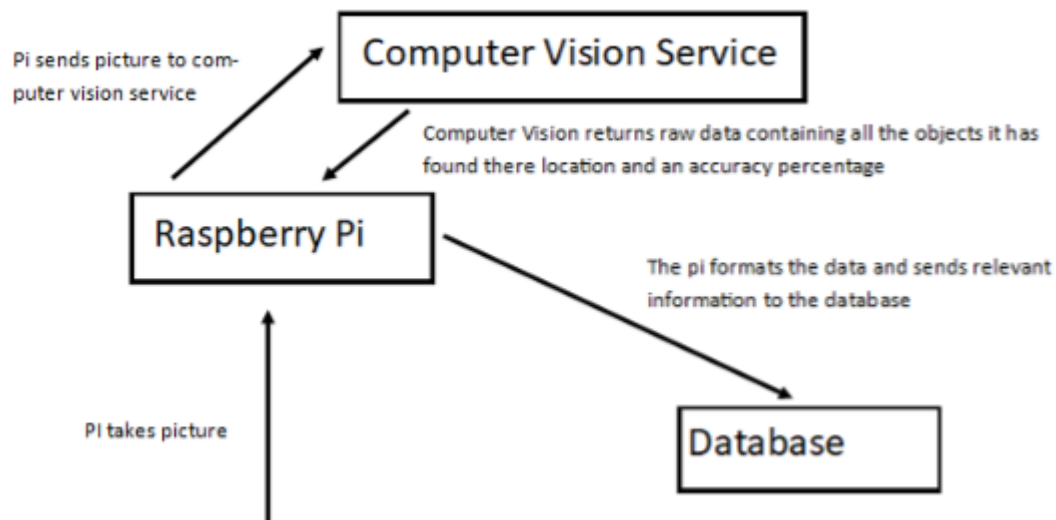 Computer Vision Service
Pi sends picture to com-
puter vision service
Computer Vision returns raw data containing all the objects it has
found there location and an accuracy percentage
Raspberry Pi
The pi formats the data and sends relevant
information to the database
PI takes picture
Database